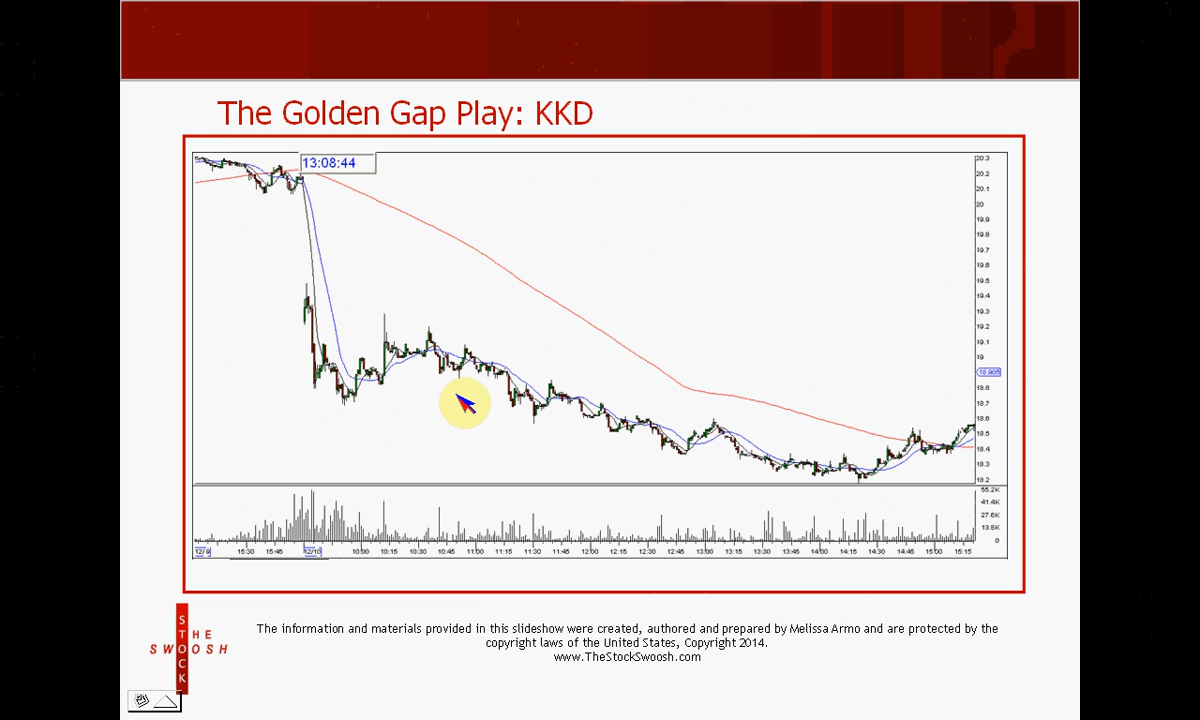 The Golden Gap Play: KKD
13:08:44
20.3
20.2
20.1
20
19.9
19.8
19.7
19.6
19.5
19.4
19.3
19.2
19.1
19
18.905
18.8
18.7
18.6
18.5
18.4
18.3
18.2
55.2K
41.4K
27.6K
13.8K
0
12/9 15:30 15:45 12/10 10:00 10:15 10:30 10:45 11:00 11:15 11:30 11:45 12:00 12:15 12:30 12:45 13:00 13:15 13:30 13:45 14:00 14:15 14:30 14:45 15:00 15:15
THE
STOCK
SWOOSH
The information and materials provided in this slideshow were created, authored and prepared by Melissa Armo and are protected by the
copyright laws of the United States, Copyright 2014.
www.TheStockSwoosh.com